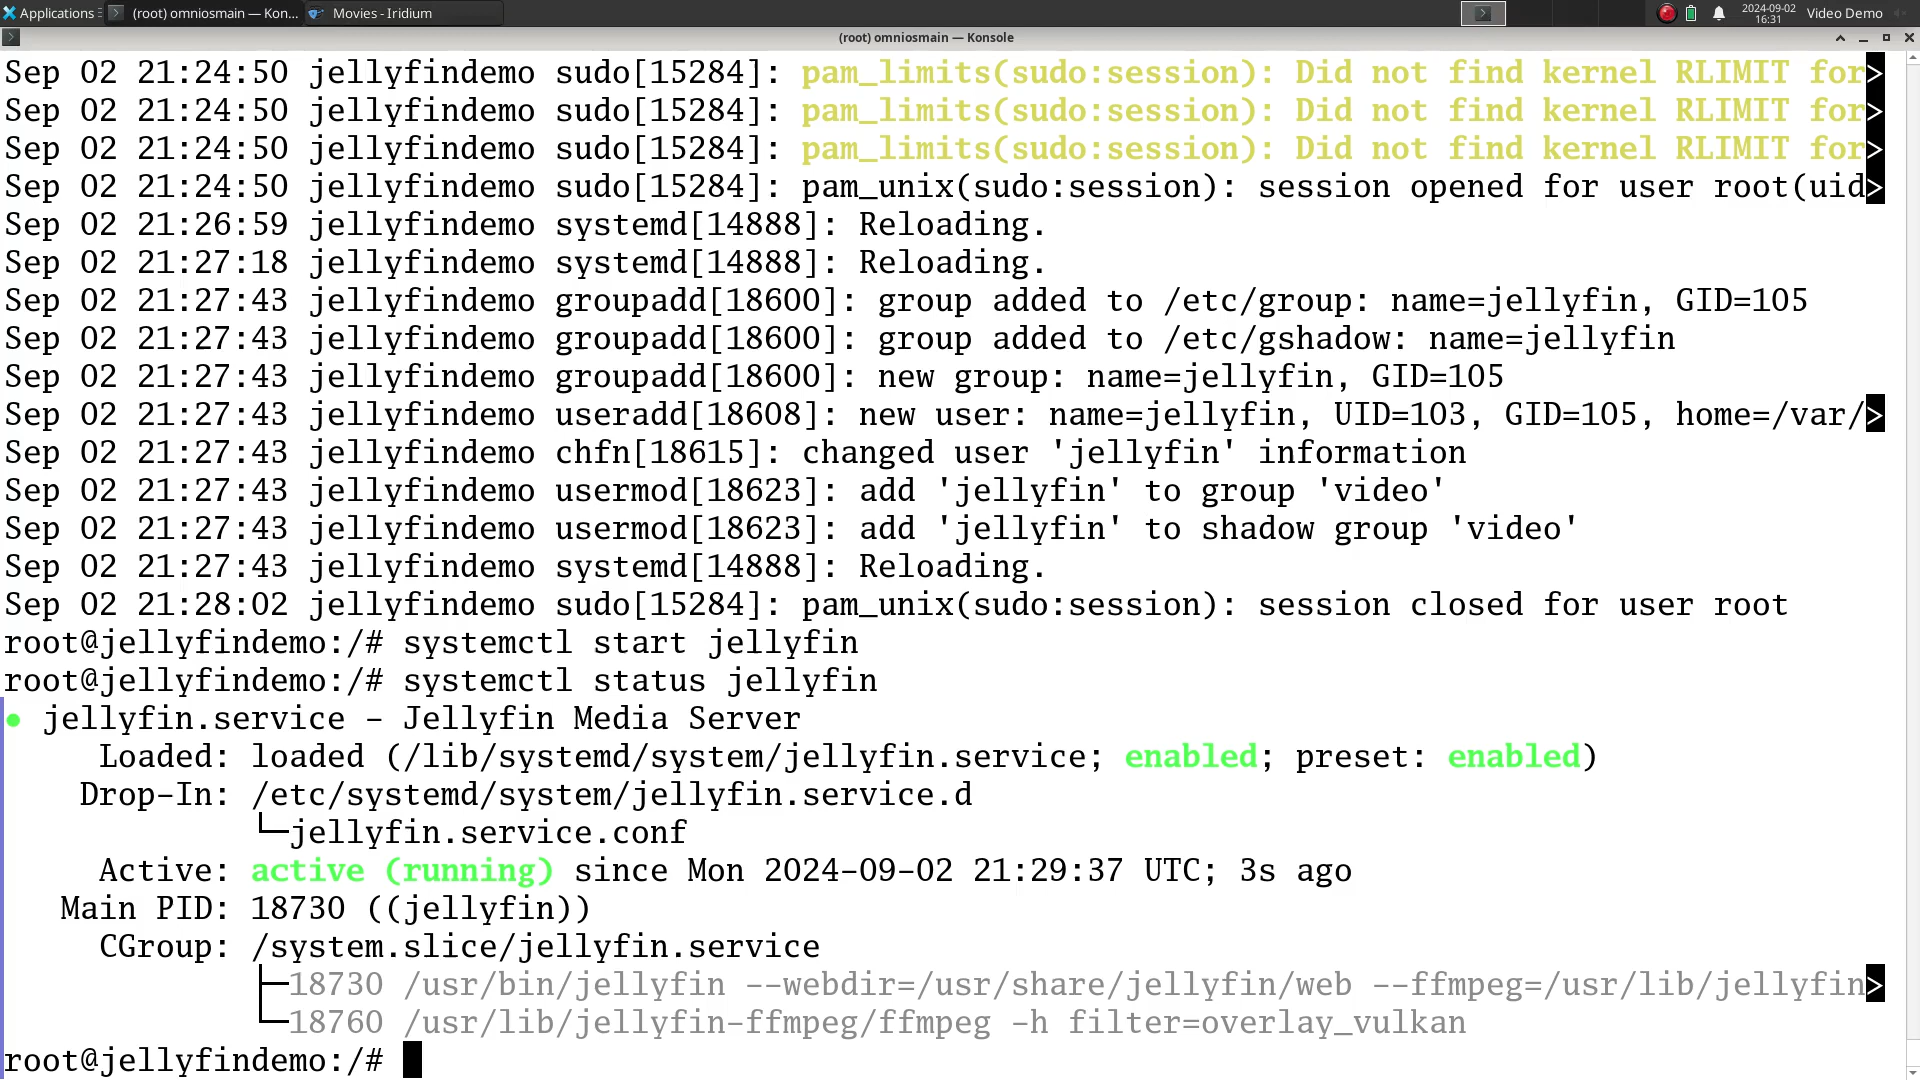 Applications
(root) omniosmain — Kon...
Movies - Iridium
2024-09-02
16:31
Video Demo
(root) omniosmain — Konsole
Sep 02 21:24:50 jellyfindemo sudo[15284]: pam_limits(sudo:session): Did not find kernel RLIMIT for>
Sep 02 21:24:50 jellyfindemo sudo[15284]: pam_limits(sudo:session): Did not find kernel RLIMIT for>
Sep 02 21:24:50 jellyfindemo sudo[15284]: pam_limits(sudo:session): Did not find kernel RLIMIT for>
Sep 02 21:24:50 jellyfindemo sudo[15284]: pam_unix(sudo:session): session opened for user root(uid>
Sep 02 21:26:59 jellyfindemo systemd[14888]: Reloading.
Sep 02 21:27:18 jellyfindemo systemd[14888]: Reloading.
Sep 02 21:27:43 jellyfindemo groupadd[18600]: group added to /etc/group: name=jellyfin, GID=105
Sep 02 21:27:43 jellyfindemo groupadd[18600]: group added to /etc/gshadow: name=jellyfin
Sep 02 21:27:43 jellyfindemo groupadd[18600]: new group: name=jellyfin, GID=105
Sep 02 21:27:43 jellyfindemo useradd[18608]: new user: name=jellyfin, UID=103, GID=105, home=/var/>
Sep 02 21:27:43 jellyfindemo chfn[18615]: changed user 'jellyfin' information
Sep 02 21:27:43 jellyfindemo usermod[18623]: add 'jellyfin' to group 'video'
Sep 02 21:27:43 jellyfindemo usermod[18623]: add 'jellyfin' to shadow group 'video'
Sep 02 21:27:43 jellyfindemo systemd[14888]: Reloading.
Sep 02 21:28:02 jellyfindemo sudo[15284]: pam_unix(sudo:session): session closed for user root
root@jellyfindemo:/# systemctl start jellyfin
root@jellyfindemo:/# systemctl status jellyfin
● jellyfin.service - Jellyfin Media Server
Loaded: loaded (/lib/systemd/system/jellyfin.service; enabled; preset: enabled)
Drop-In: /etc/systemd/system/jellyfin.service.d
└─jellyfin.service.conf
Active: active (running) since Mon 2024-09-02 21:29:37 UTC; 3s ago
Main PID: 18730 ((jellyfin))
CGroup: /system.slice/jellyfin.service
├─18730 /usr/bin/jellyfin --webdir=/usr/share/jellyfin/web --ffmpeg=/usr/lib/jellyfin>
└─18760 /usr/lib/jellyfin-ffmpeg/ffmpeg -h filter=overlay_vulkan
root@jellyfindemo:/#